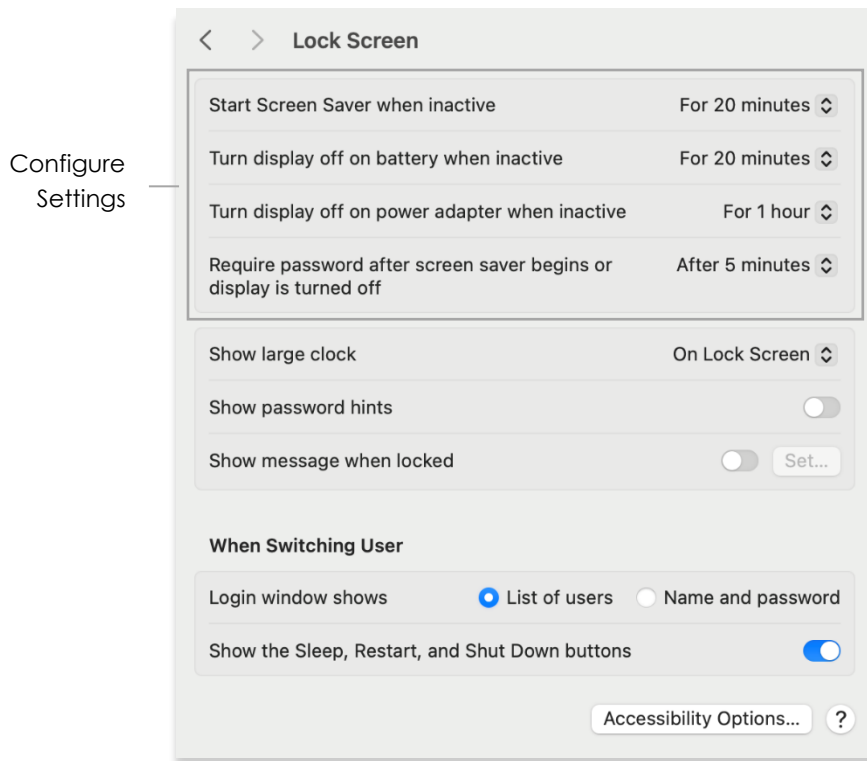 Lock Screen
Configure
Settings
Start Screen Saver when inactive For 20 minutes
Turn display off on battery when inactive For 20 minutes
Turn display off on power adapter when inactive For 1 hour
Require password after screen saver begins or After 5 minutes
display is turned off
Show large clock On Lock Screen
Show password hints
Show message when locked Set...
When Switching User
Login window shows List of users Name and password
Show the Sleep, Restart, and Shut Down buttons
Accessibility Options... ?